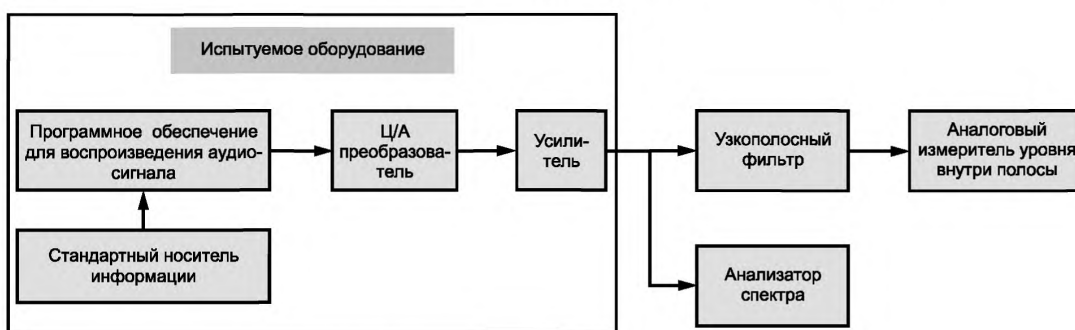 Испытуемое оборудование
Программное обеспечение
для воспроизведения аудио-
сигнала
Ц/А
преобразова-
тель
Усили-
тель
Узкополосный
фильтр
Аналоговый
измеритель уровня
внутри полосы
Стандартный носитель
информации
Анализатор
спектра